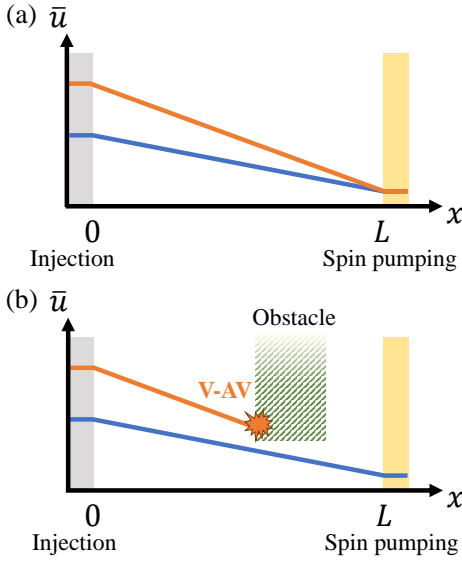 (a) ū
x
0 L
Injection Spin pumping
(b) ū
Obstacle
V-AV
x
0 L
Injection Spin pumping